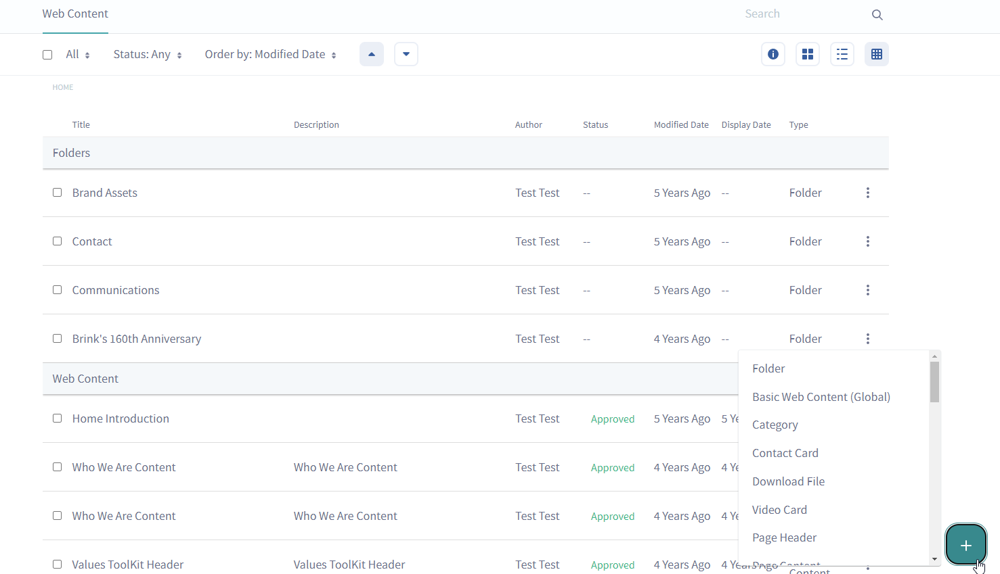 Web Content
Search
All
Status: Any
Order by: Modified Date
HOME
Title Description Author Status Modified Date Display Date Type
Folders
Brand Assets Test Test -- 5 Years Ago -- Folder
Contact Test Test -- 5 Years Ago -- Folder
Communications Test Test -- 5 Years Ago -- Folder
Brink's 160th Anniversary Test Test -- 4 Years Ago -- Folder
Web Content
Home Introduction Test Test Approved 5 Years Ago 5 Ye
Who We Are Content Who We Are Content Test Test Approved 4 Years Ago 4 Ye
Who We Are Content Who We Are Content Test Test Approved 4 Years Ago 4 Ye
Values ToolKit Header Values ToolKit Header Test Test Approved 4 Years Ago 4 Years Ago
Content
Folder
Basic Web Content (Global)
Category
Contact Card
Download File
Video Card
Page Header
Page Content